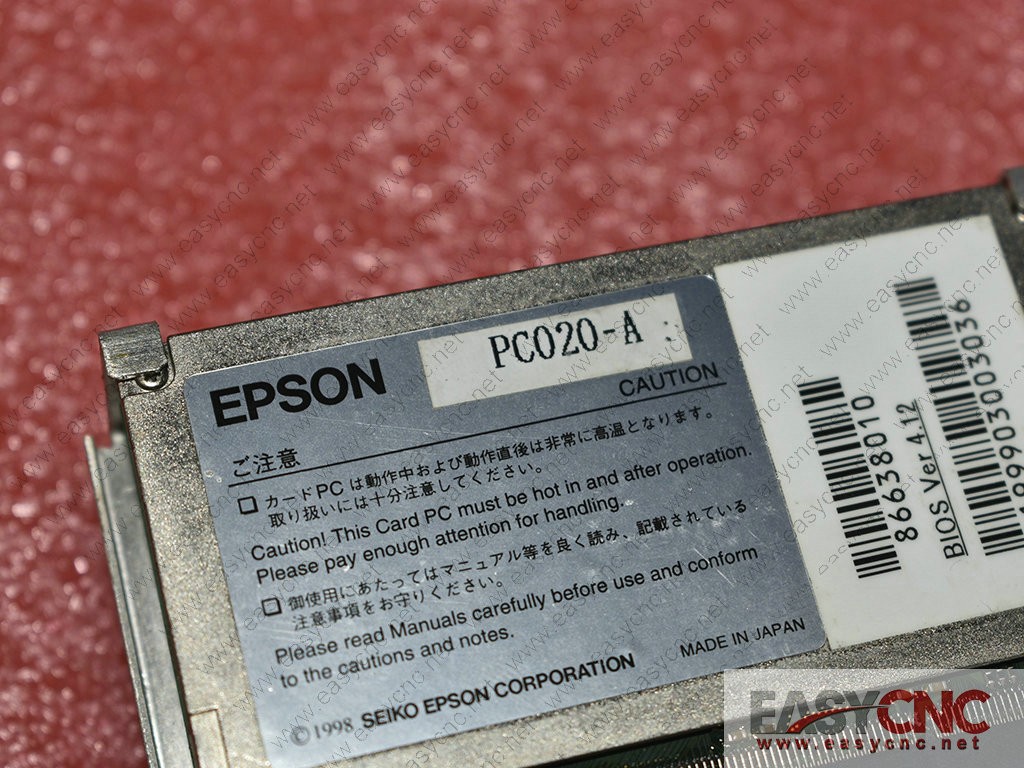 EPSON
PC020-A
CAUTION
ご注意
□ カードPCは動作中および動作直後は非常に高温となります。
取り扱いには十分注意してください。
Caution! This Card PC must be hot in and after operation.
Please pay enough attention for handling.
□ 御使用にあたってはマニュアル等を良く読み、記載されている
注意事項をお守りください。
Please read Manuals carefully before use and conform
to the cautions and notes.
MADE IN JAPAN
©1998 SEIKO EPSON CORPORATION
86638010
BIOS Ver 4.12
EASYCNC
www.easycnc.net